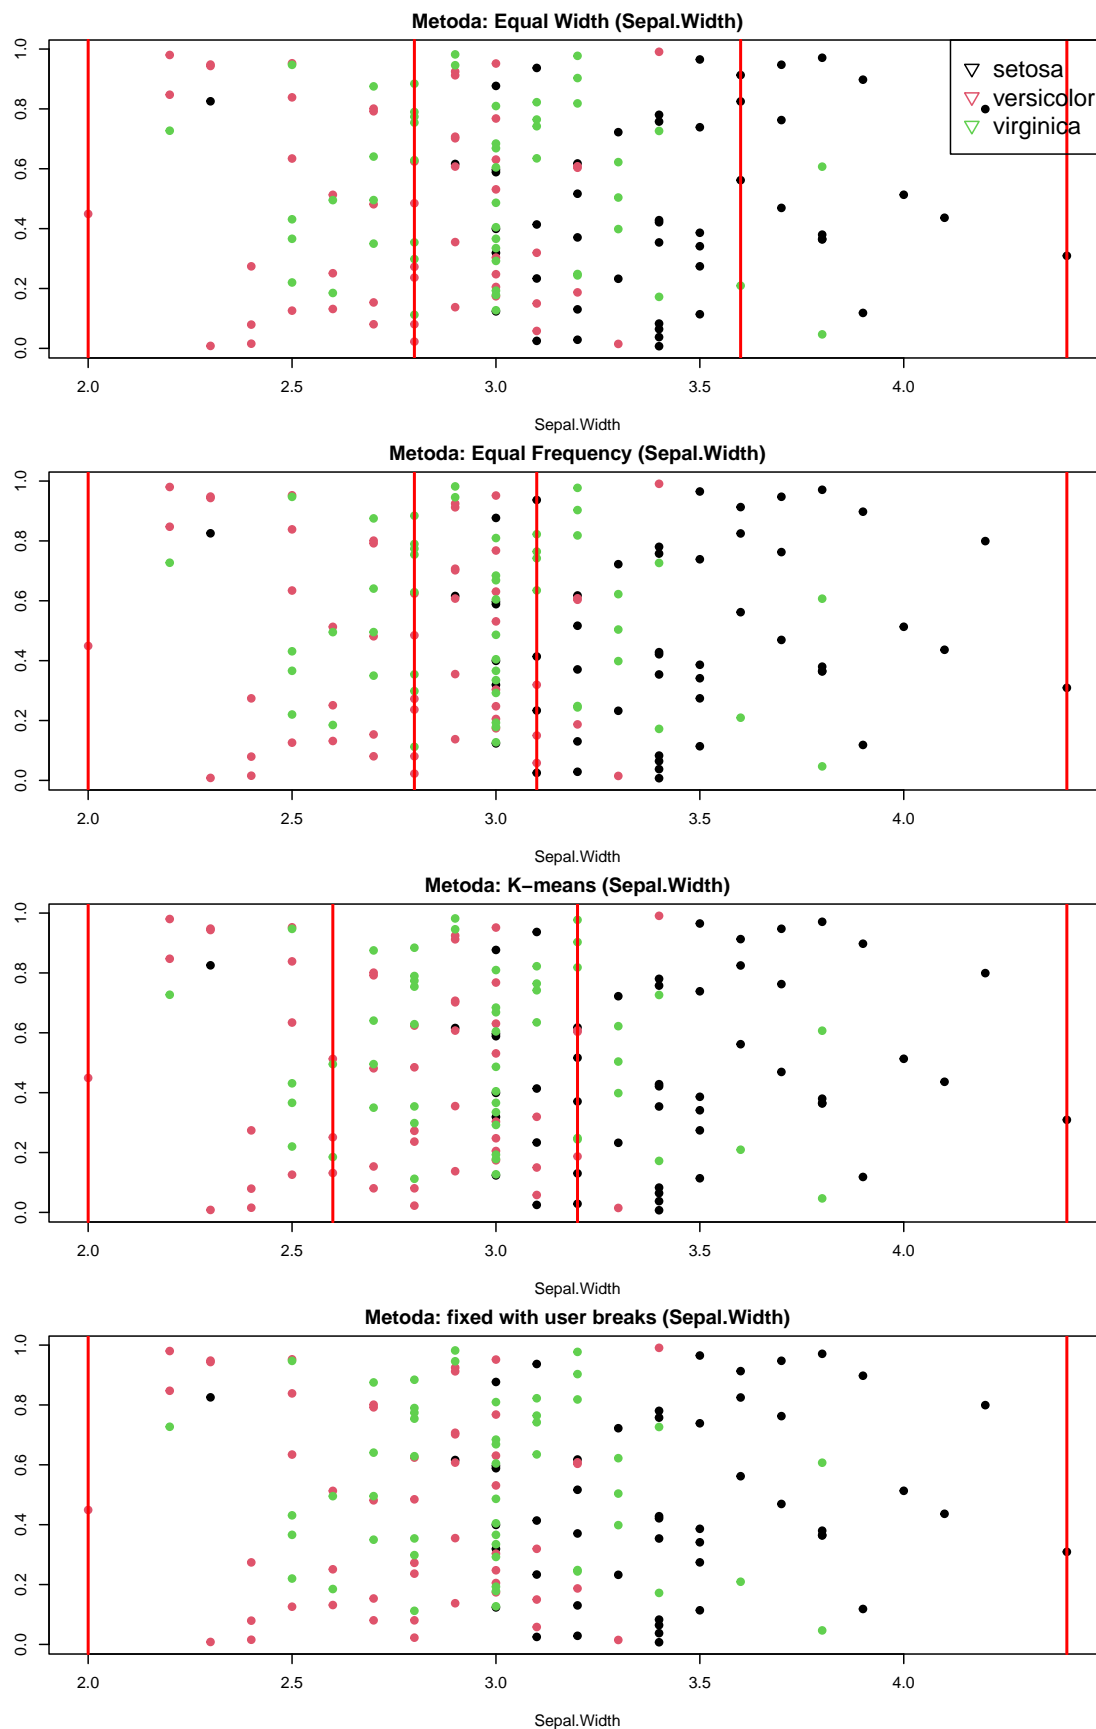 Metoda: Equal Width (Sepal.Width)
1.0
0.8
0.6
0.4
0.2
0.0
setosa
versicolor
virginica
2.0 2.5 3.0 3.5 4.0
Sepal.Width
Metoda: Equal Frequency (Sepal.Width)
1.0
0.8
0.6
0.4
0.2
0.0
2.0 2.5 3.0 3.5 4.0
Sepal.Width
Metoda: K−means (Sepal.Width)
1.0
0.8
0.6
0.4
0.2
0.0
2.0 2.5 3.0 3.5 4.0
Sepal.Width
Metoda: fixed with user breaks (Sepal.Width)
1.0
0.8
0.6
0.4
0.2
0.0
2.0 2.5 3.0 3.5 4.0
Sepal.Width